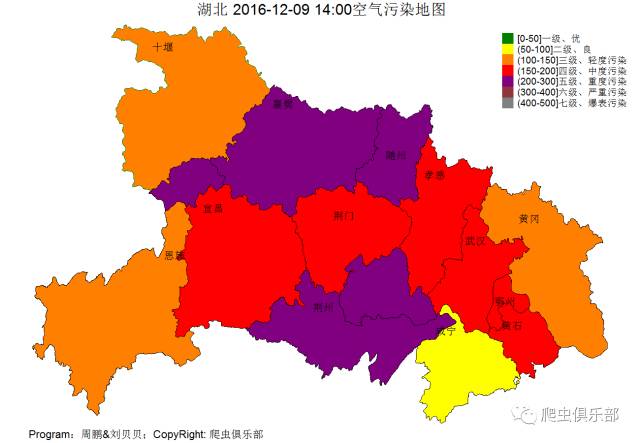 湖北 2016-12-09 14:00空气污染地图
[0-50]一级、优
(50-100]二级、良
(100-150]三级、轻度污染
(150-200]四级、中度污染
(200-300]五级、重度污染
(300-400]六级、严重污染
(400-500]七级、爆表污染
十堰
襄樊
随州
孝感
宜昌
荆门
黄冈
武汉
恩施
荆州
鄂州
黄石
咸宁
爬虫俱乐部
Program：周鹏&刘贝贝；CopyRight: 爬虫俱乐部